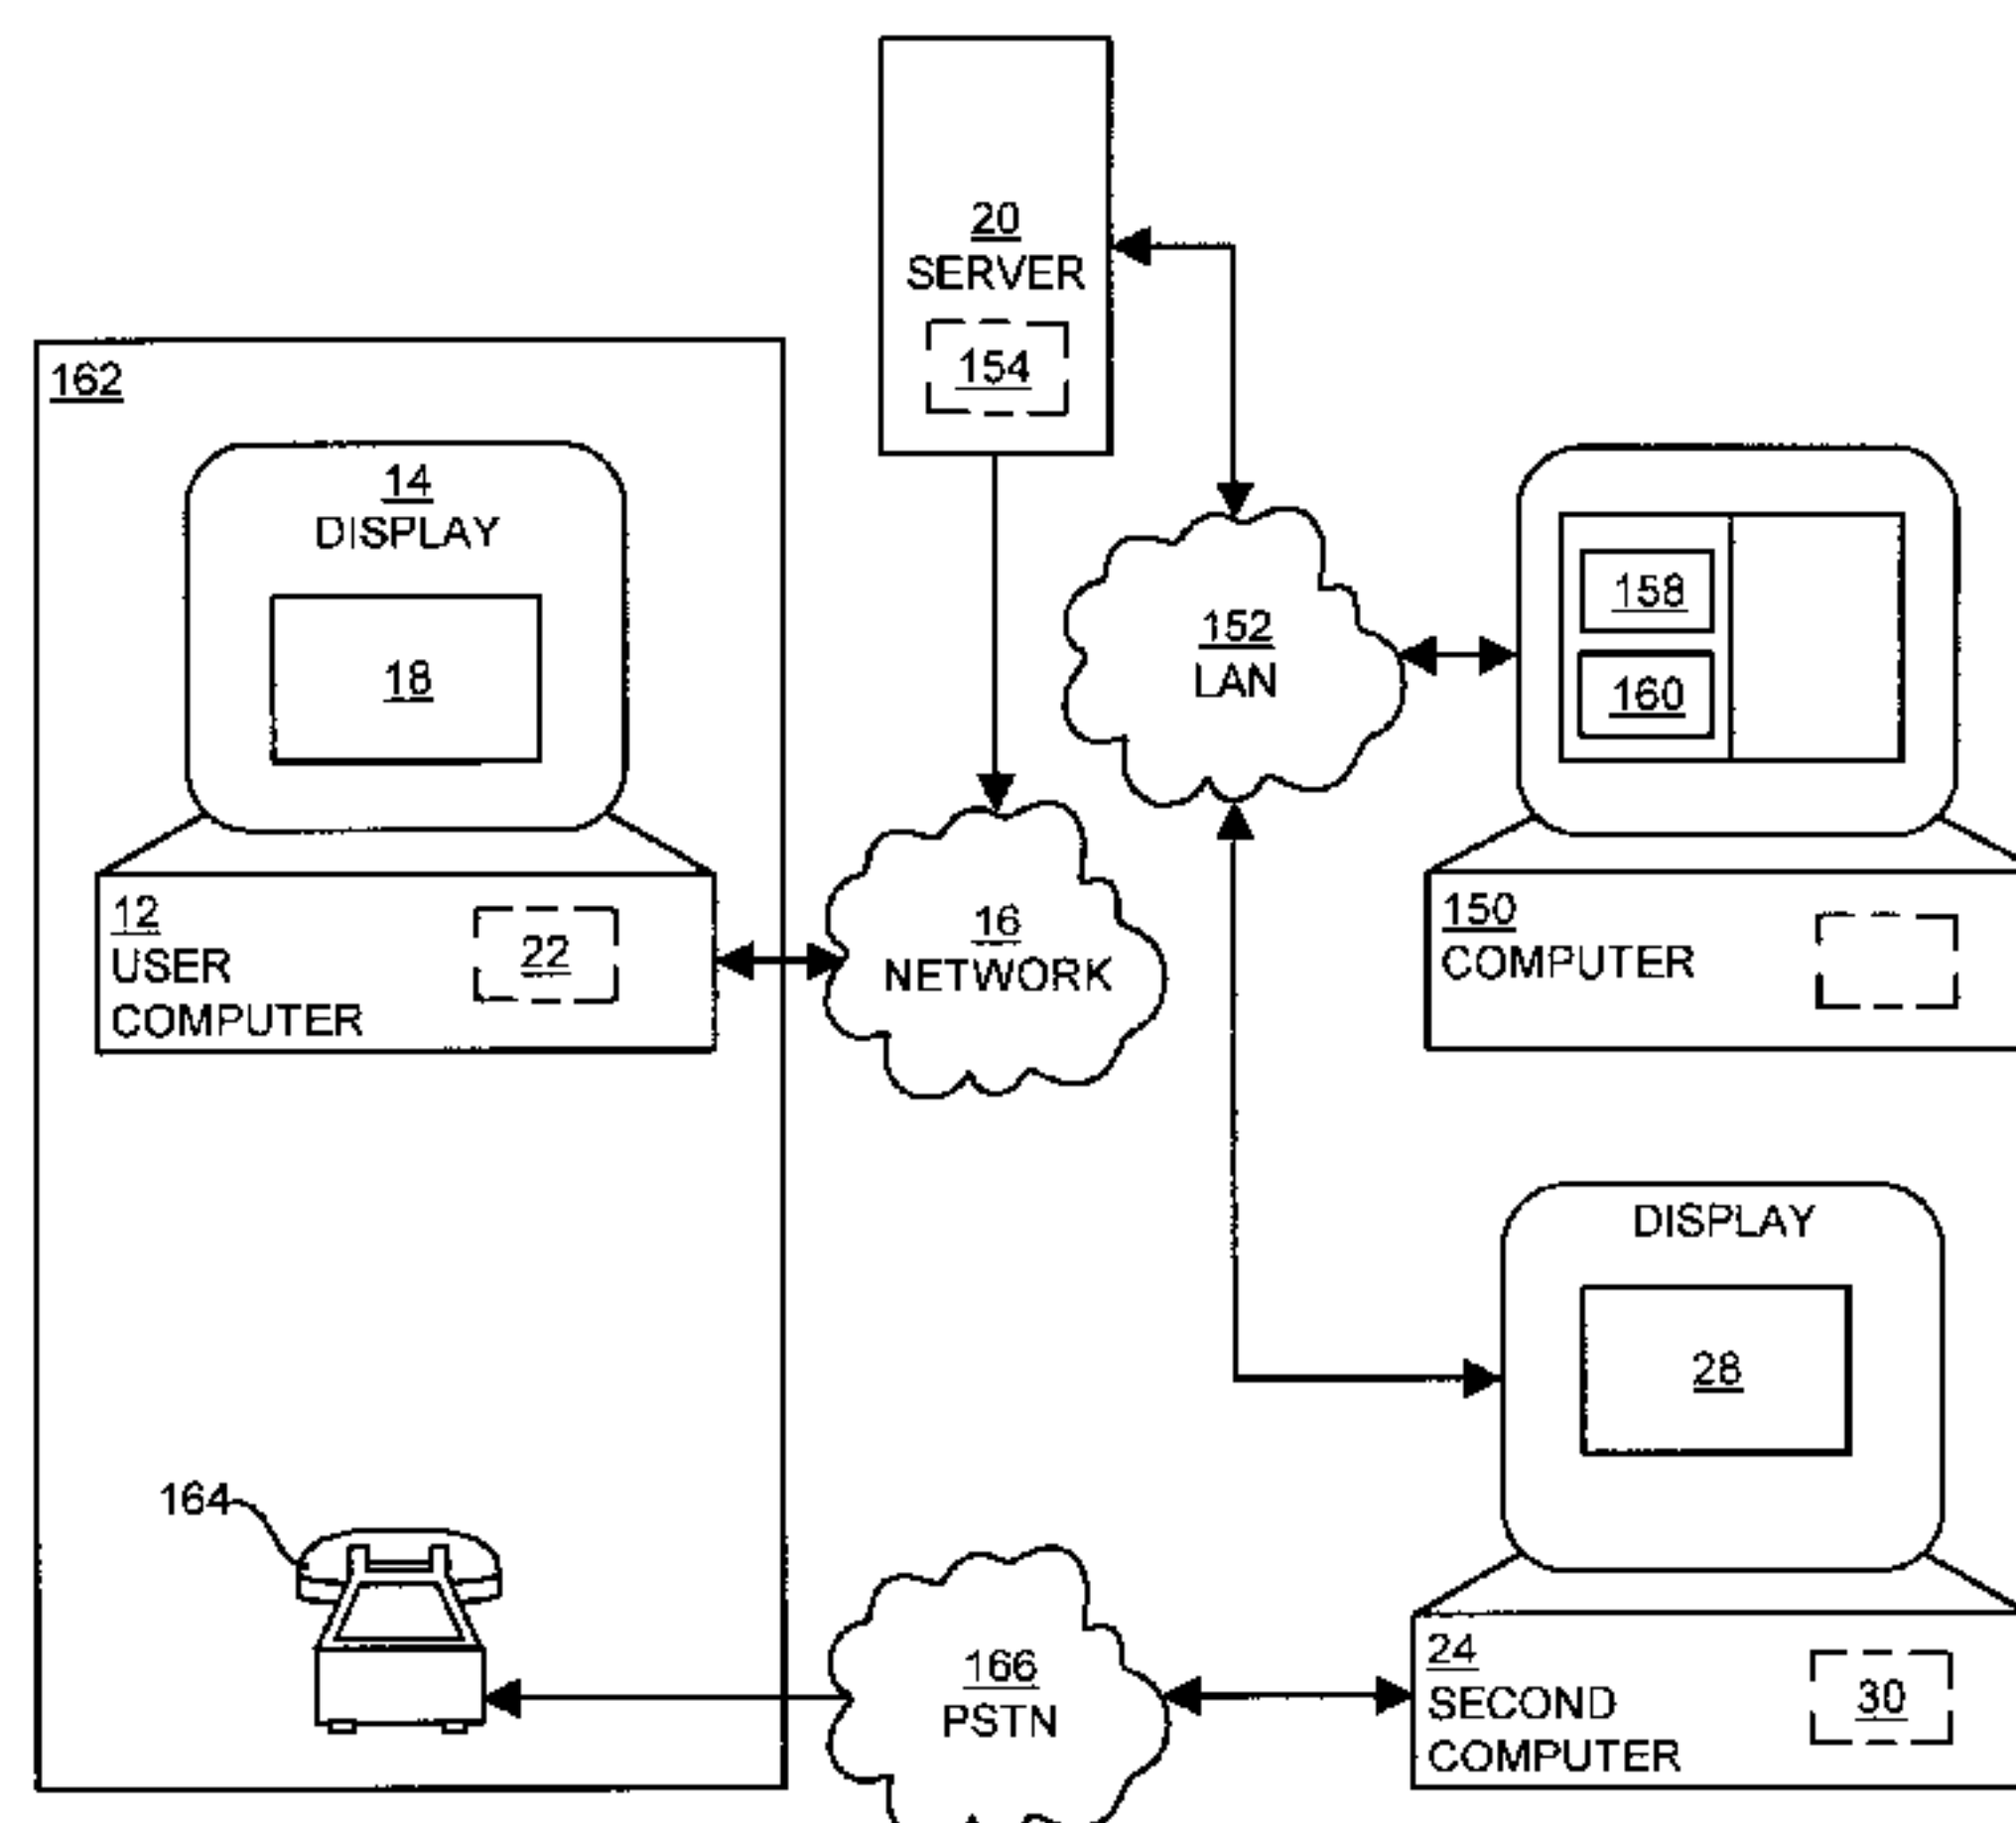 20
SERVER
154
162
14
DISPLAY
18
12
USER
COMPUTER
22
16
NETWORK
152
LAN
158
160
150
COMPUTER
DISPLAY
28
164
166
PSTN
24
SECOND
COMPUTER
30